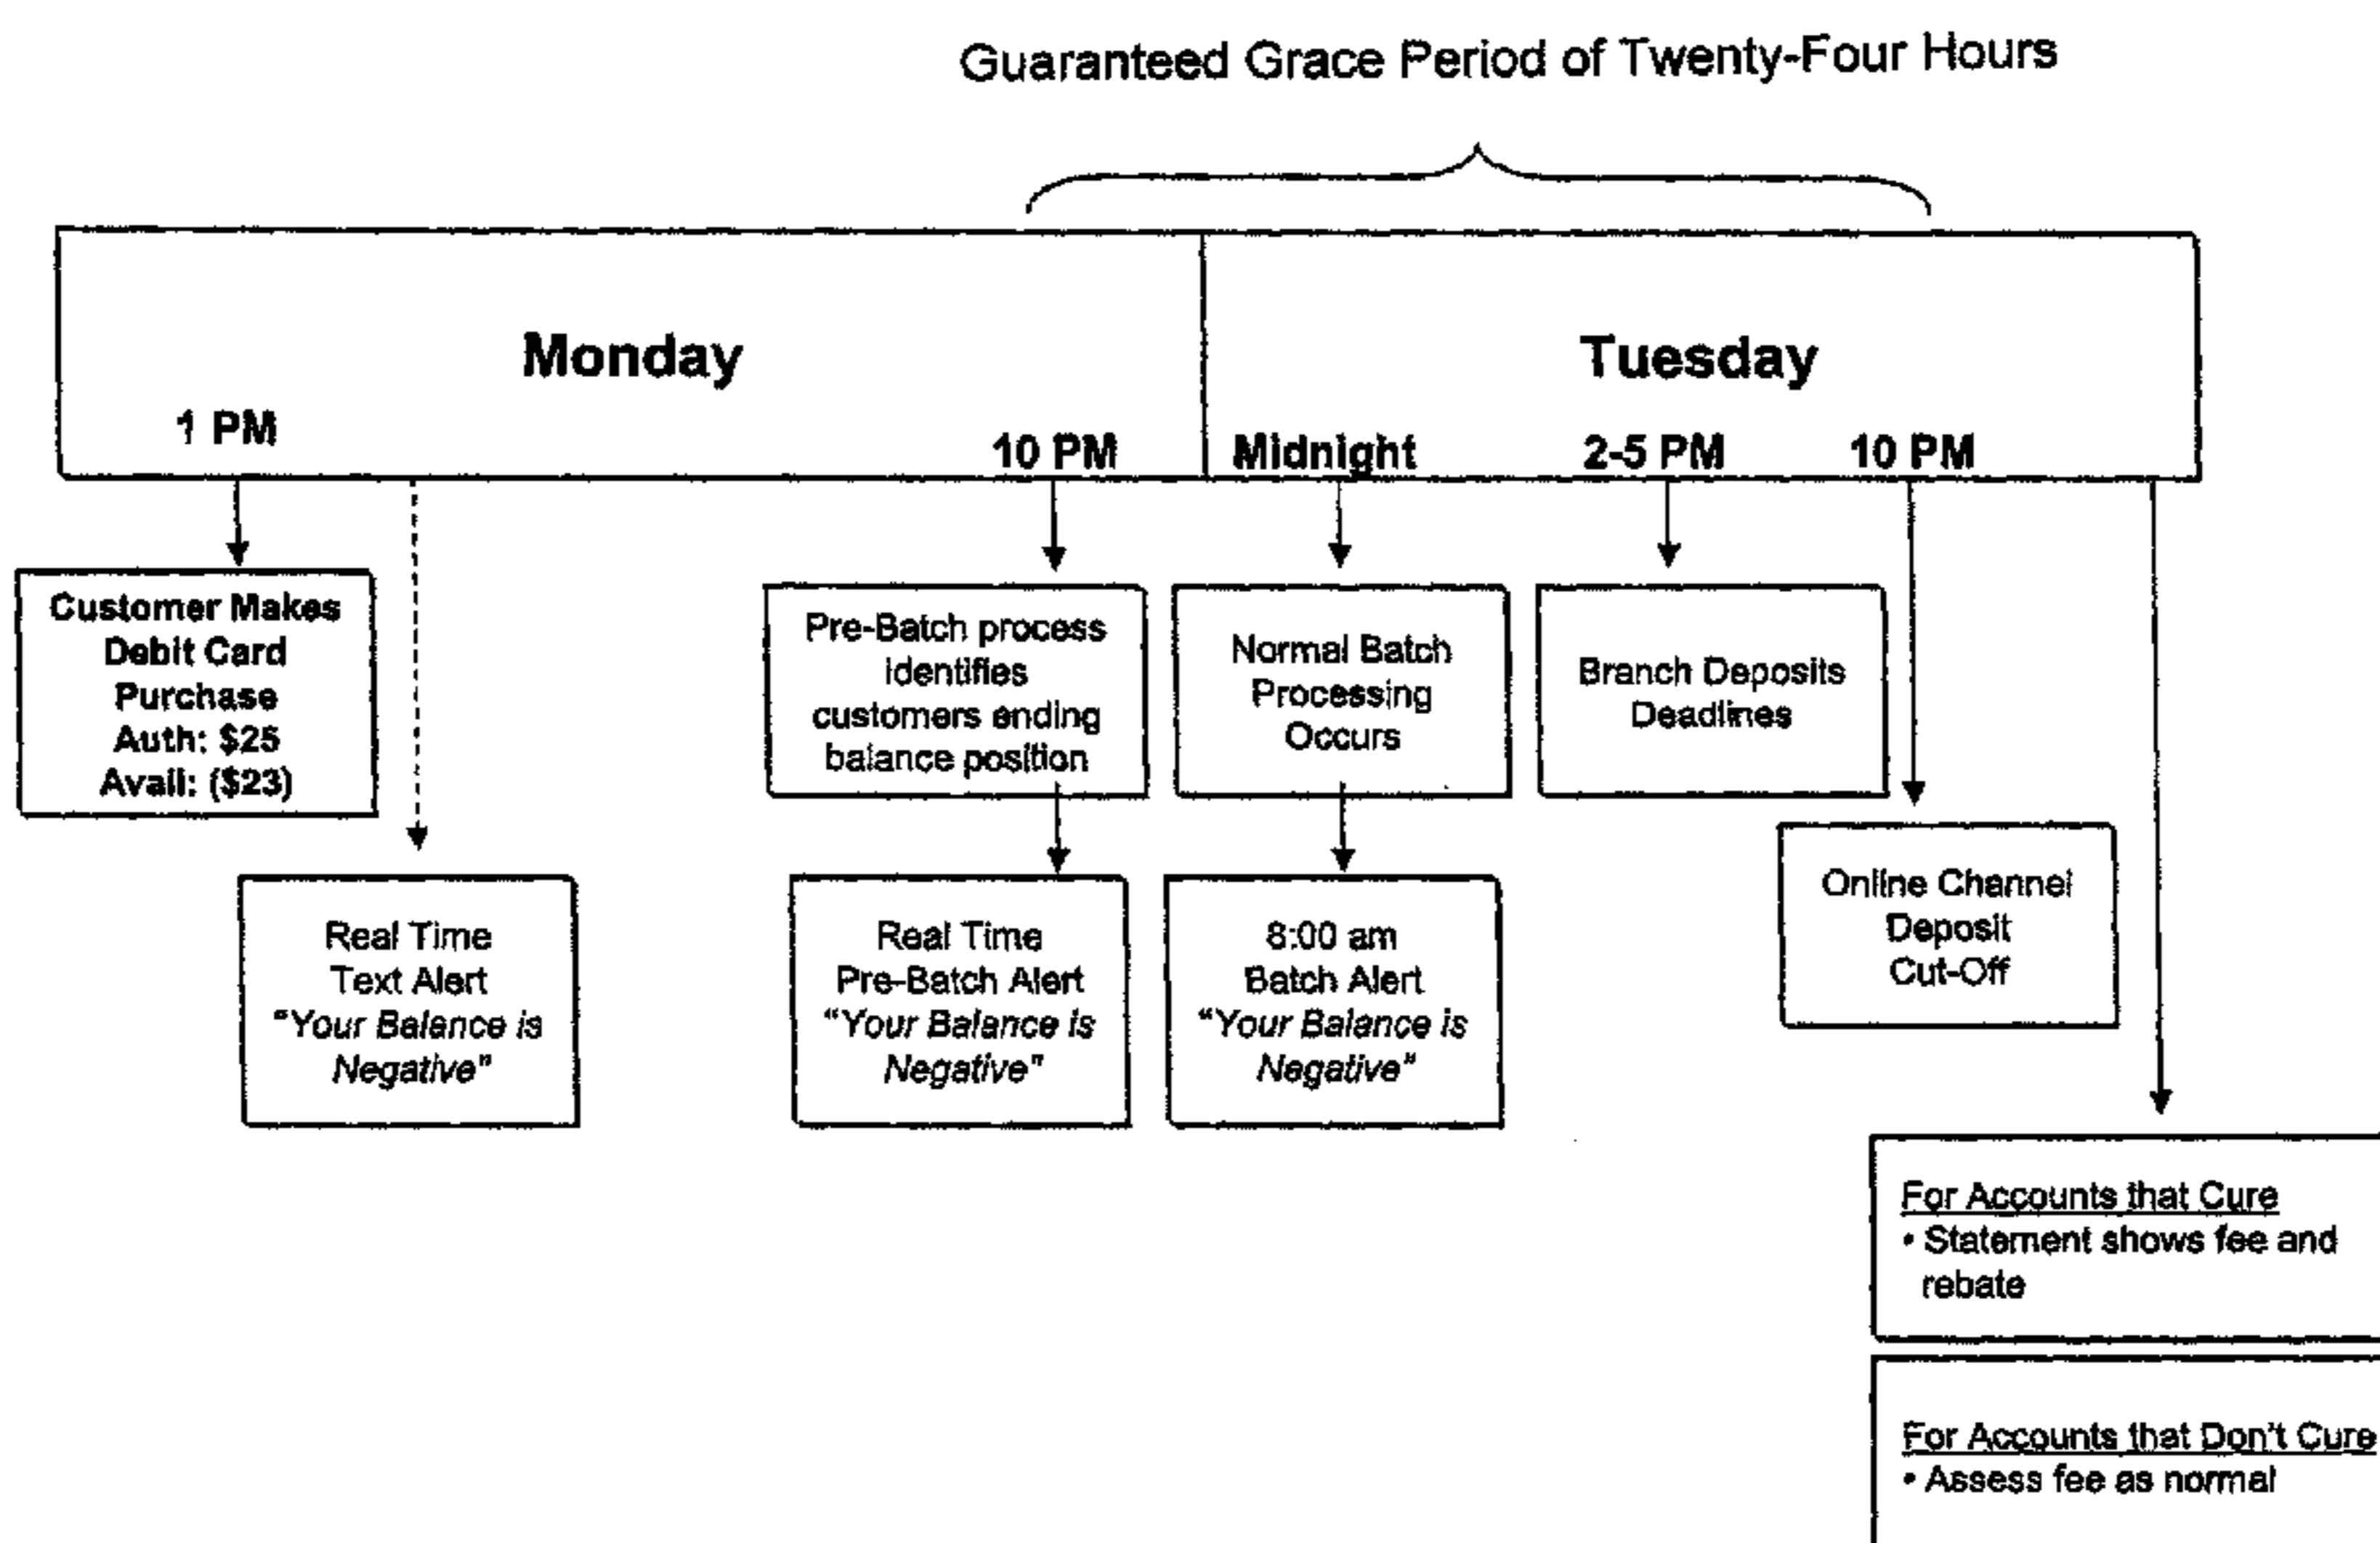 Guaranteed Grace Period of Twenty-Four Hours
Monday
Tuesday
1 PM
10 PM
Midnight
2-5 PM
10 PM
Customer Makes
Debit Card
Purchase
Auth: $25
Avail: ($23)
Real Time
Text Alert
"Your Balance is
Negative"
Pre-Batch process
identifies
customers ending
balance position
Real Time
Pre-Batch Alert
"Your Balance is
Negative"
Normal Batch
Processing
Occurs
8:00 am
Batch Alert
"Your Balance is
Negative"
Branch Deposits
Deadlines
Online Channel
Deposit
Cut-Off
For Accounts that Cure
• Statement shows fee and
rebate
For Accounts that Don't Cure
• Assess fee as normal